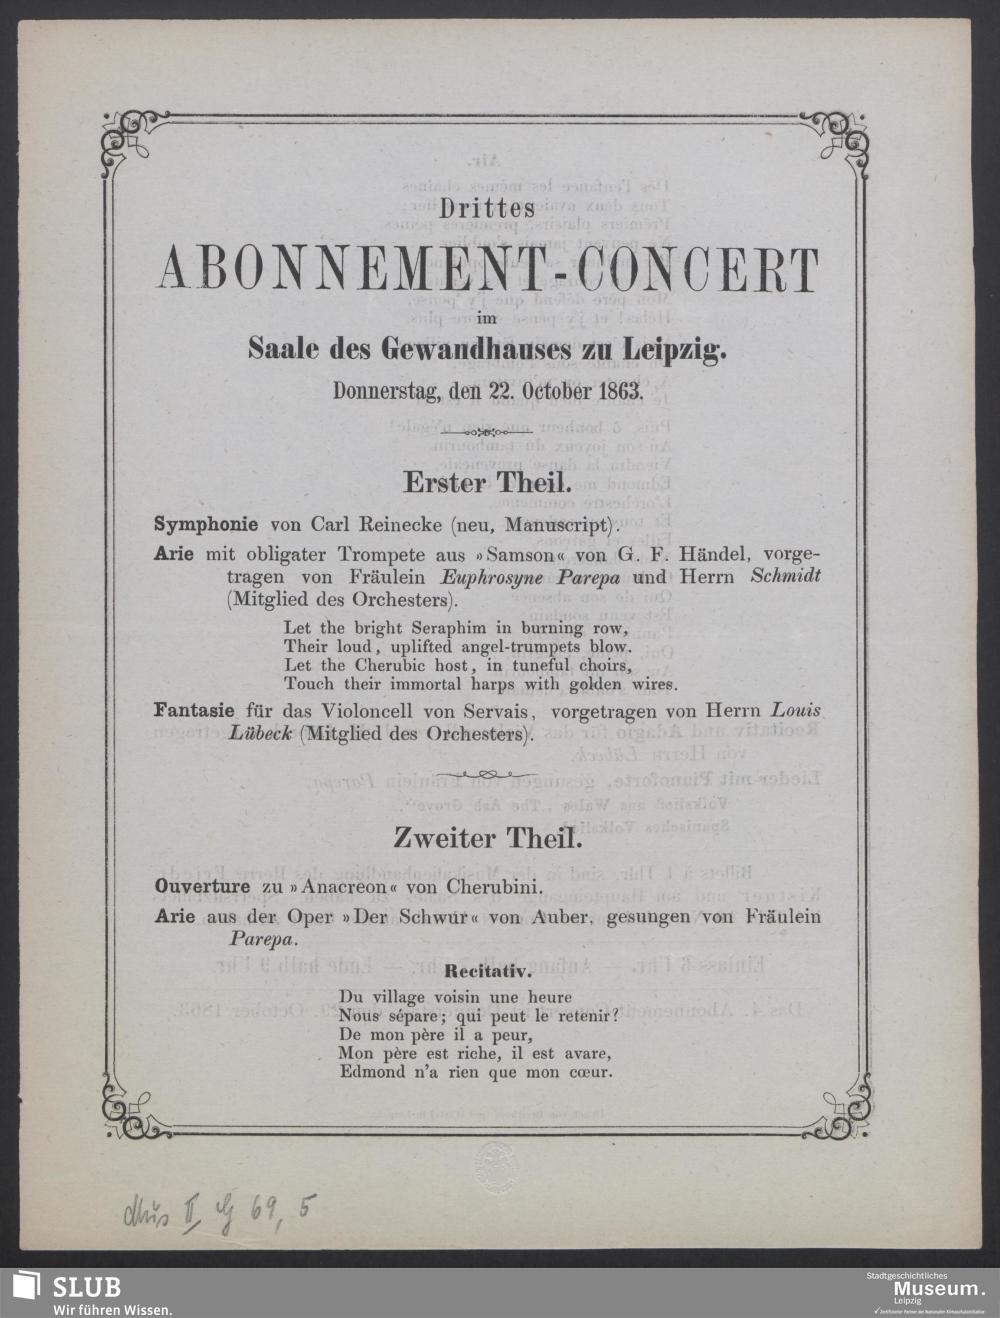 Drittes
ABONNEMENT-CONCERT
im
Saale des Gewandhauses zu Leipzig.
Donnerstag, den 22. October 1863.
Erster Theil.
Symphonie von Carl Reinecke (neu, Manuscript).
Arie mit obligater Trompete aus »Samson« von G. F. Händel, vorge-
tragen von Fräulein Euphrosyne Parepa und Herrn Schmidt
(Mitglied des Orchesters).
Let the bright Seraphim in burning row,
Their loud, uplifted angel-trumpets blow.
Let the Cherubic host, in tuneful choirs,
Touch their immortal harps with golden wires.
Fantasie für das Violoncell von Servais, vorgetragen von Herrn Louis
Lübeck (Mitglied des Orchesters).
Zweiter Theil.
Ouverture zu »Anacreon« von Cherubini.
Arie aus der Oper »Der Schwur« von Auber, gesungen von Fräulein
Parepa.
Recitativ.
Du village voisin une heure
Nous sépare; qui peut le retenir?
De mon père il a peur,
Mon père est riche, il est avare,
Edmond n'a rien que mon cœur.
II 69, 5
SLUB
Wir führen Wissen.
Stadtgeschichtliches
Museum.
Leipzig